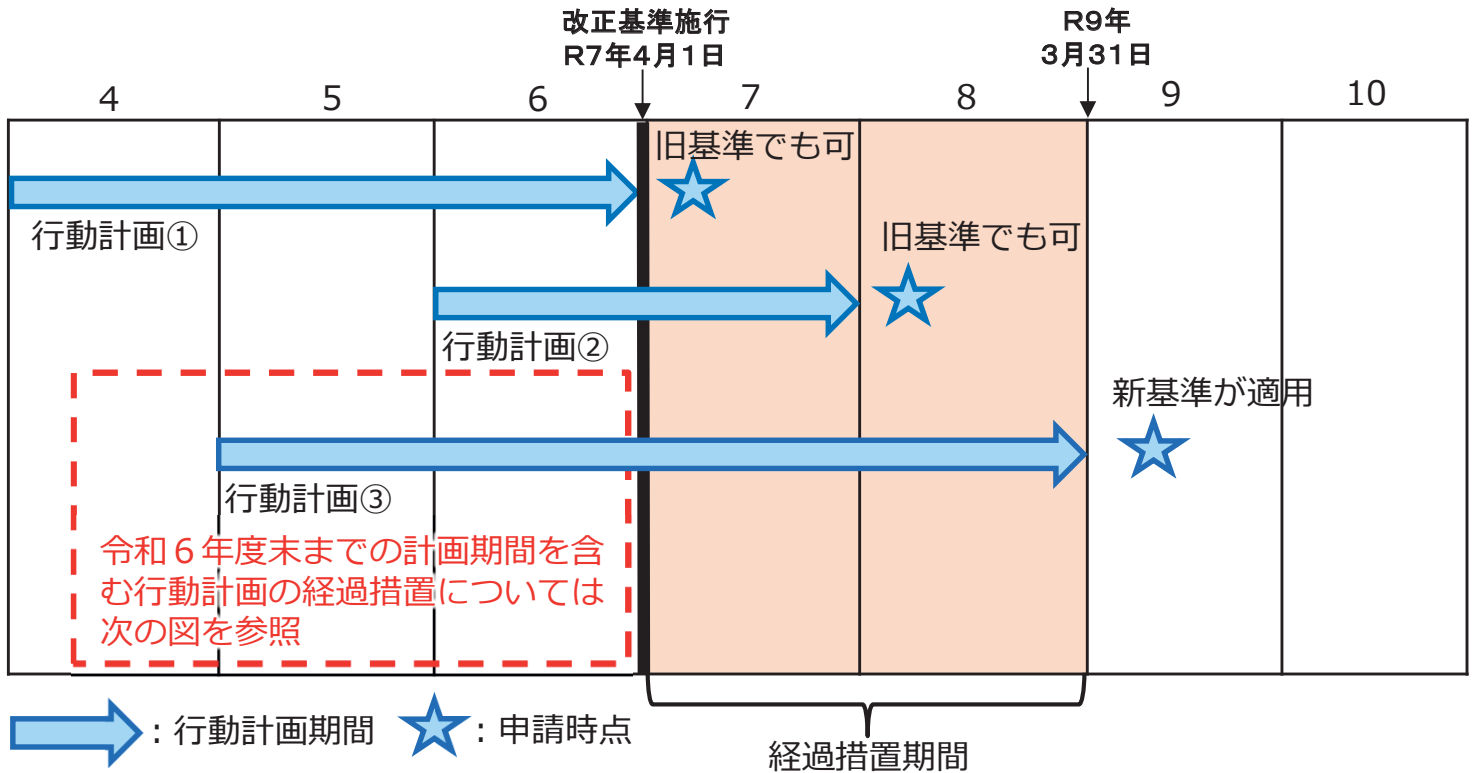 改正基準施行
R7年4月1日
R9年
3月31日
4
5
6
7
8
9
10
旧基準でも可
行動計画①
旧基準でも可
行動計画②
新基準が適用
行動計画③
令和６年度末までの計画期間を含
む行動計画の経過措置については
次の図を参照
：行動計画期間
：申請時点
経過措置期間